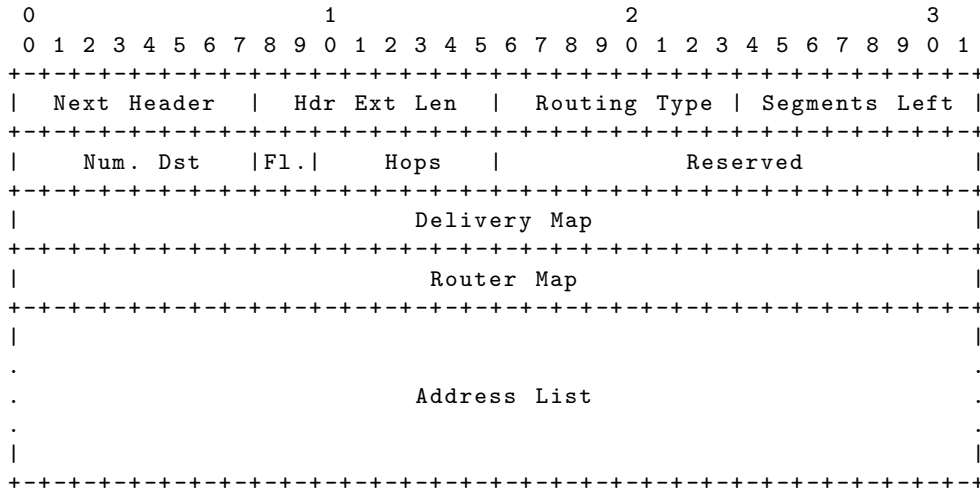 0 1 2 3
0 1 2 3 4 5 6 7 8 9 0 1 2 3 4 5 6 7 8 9 0 1 2 3 4 5 6 7 8 9 0 1
+-+-+-+-+-+-+-+-+-+-+-+-+-+-+-+-+-+-+-+-+-+-+-+-+-+-+-+-+-+-+-+-+
| Next Header | Hdr Ext Len | Routing Type | Segments Left |
+-+-+-+-+-+-+-+-+-+-+-+-+-+-+-+-+-+-+-+-+-+-+-+-+-+-+-+-+-+-+-+-+
| Num. Dst |Fl.| Hops | Reserved |
+-+-+-+-+-+-+-+-+-+-+-+-+-+-+-+-+-+-+-+-+-+-+-+-+-+-+-+-+-+-+-+-+
| Delivery Map |
+-+-+-+-+-+-+-+-+-+-+-+-+-+-+-+-+-+-+-+-+-+-+-+-+-+-+-+-+-+-+-+-+
| Router Map |
+-+-+-+-+-+-+-+-+-+-+-+-+-+-+-+-+-+-+-+-+-+-+-+-+-+-+-+-+-+-+-+-+
| |
. .
. Address List .
. .
| |
+-+-+-+-+-+-+-+-+-+-+-+-+-+-+-+-+-+-+-+-+-+-+-+-+-+-+-+-+-+-+-+-+